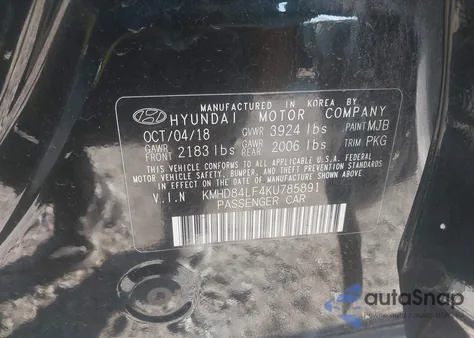 MANUFACTURED IN KOREA BY
HYUNDAI MOTOR COMPANY
OCT/04/18 GVWR 3924 lbs PAINT MJB
GAWR FRONT 2183 lbs GAWR REAR 2006 lbs TRIM PKG
THIS VEHICLE CONFORMS TO ALL APPLICABLE U.S.A FEDERAL
MOTOR VEHICLE SAFETY, BUMPER, AND THEFT PREVENTION
STANDARDS IN EFFECT ON THE DATE OF MANUFACTURE SHOWN ABOVE.
V.I.N KMHD84LF4KU785891
PASSENGER CAR
autoSnap